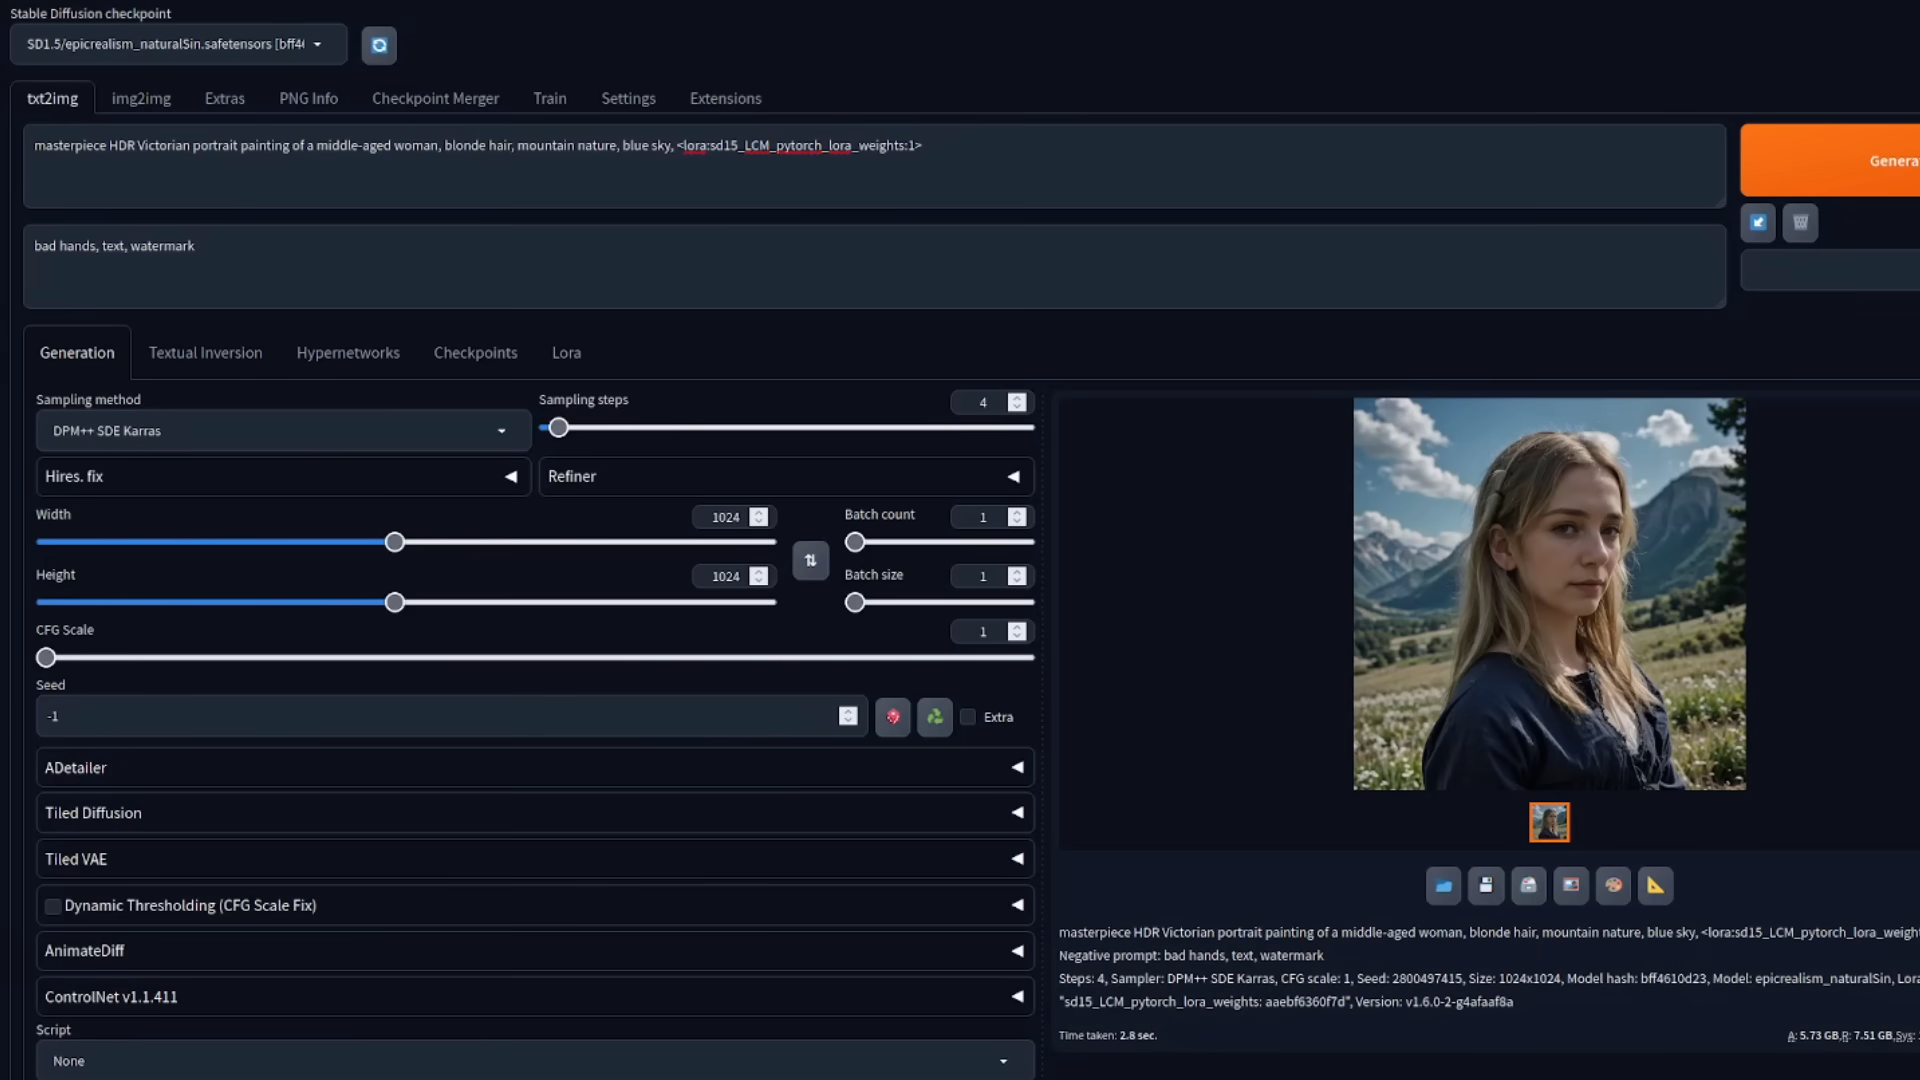 Stable Diffusion checkpoint
SD1.5/epicrealism_naturalSin.safetensors [bff4
txt2img img2img Extras PNG Info Checkpoint Merger Train Settings Extensions
masterpiece HDR Victorian portrait painting of a middle-aged woman, blonde hair, mountain nature, blue sky, <lora:sd15_LCM_pytorch_lora_weights:1>
Genera
bad hands, text, watermark
Generation Textual Inversion Hypernetworks Checkpoints Lora
Sampling method Sampling steps 4
DPM++ SDE Karras
Hires. fix Refiner
Width 1024 Batch count 1
Height 1024 Batch size 1
CFG Scale 1
Seed
-1 Extra
ADetailer
Tiled Diffusion
Tiled VAE
Dynamic Thresholding (CFG Scale Fix)
AnimateDiff
ControlNet v1.1.411
Script
None
masterpiece HDR Victorian portrait painting of a middle-aged woman, blonde hair, mountain nature, blue sky, <lora:sd15_LCM_pytorch_lora_weight
Negative prompt: bad hands, text, watermark
Steps: 4, Sampler: DPM++ SDE Karras, CFG scale: 1, Seed: 2800497415, Size: 1024x1024, Model hash: bff4610d23, Model: epicrealism_naturalSin, Lora
"sd15_LCM_pytorch_lora_weights: aaebf6360f7d", Version: v1.6.0-2-g4afaaf8a
Time taken: 2.8 sec.
A: 5.73 GB, R: 7.51 GB, Sys: